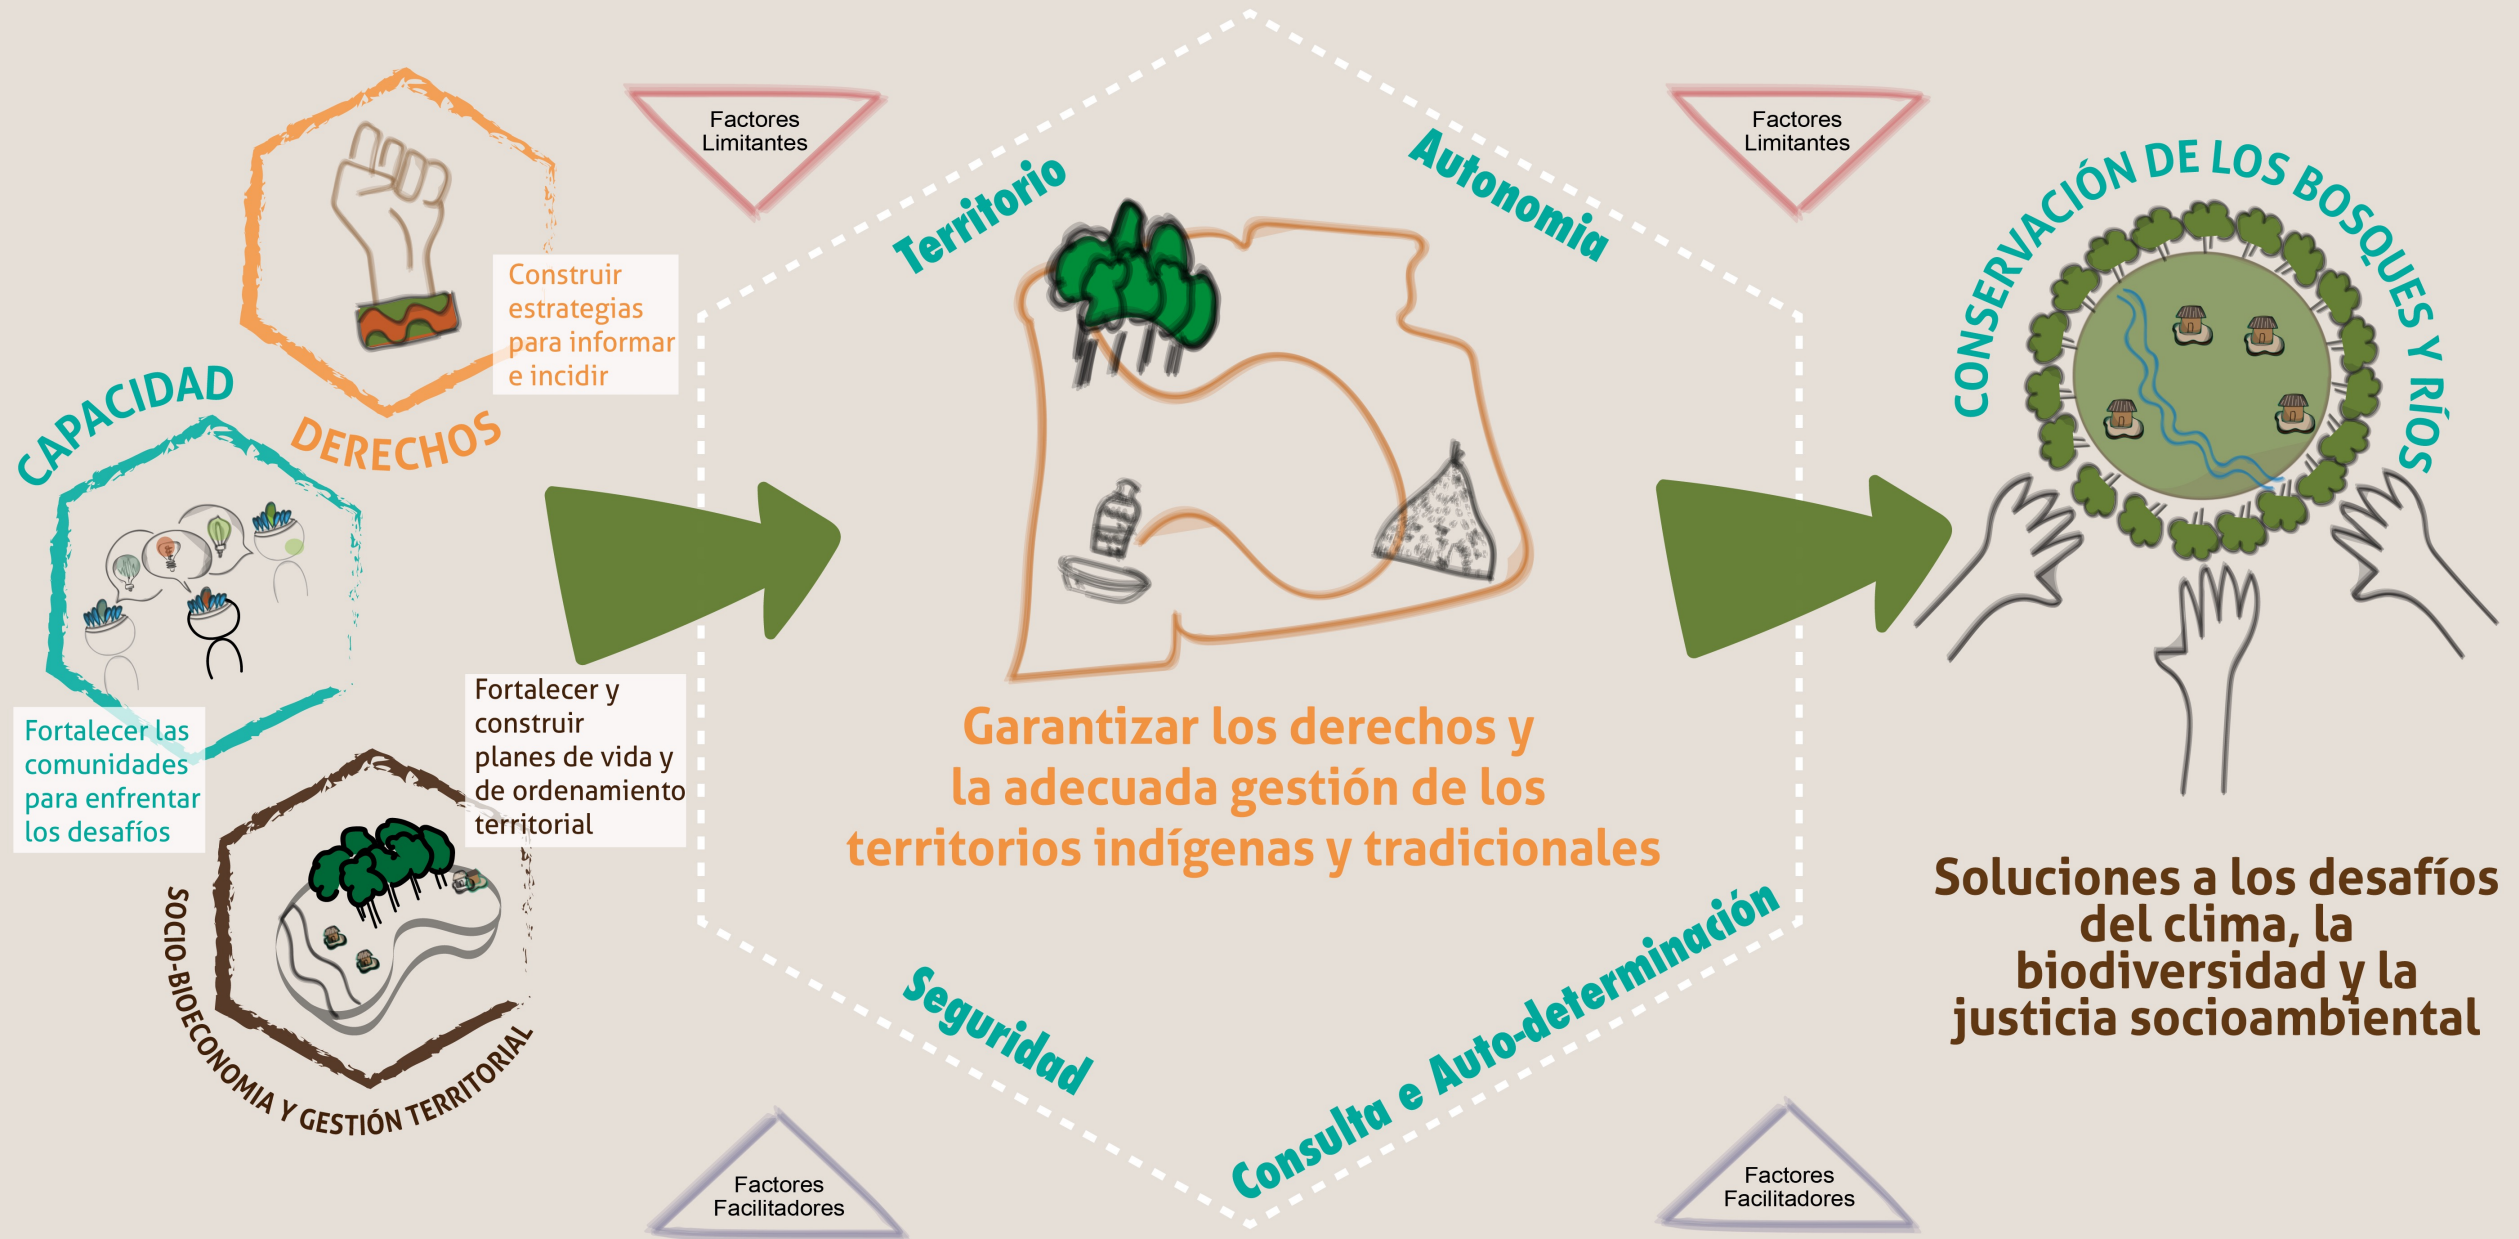 CAPACIDAD
DERECHOS
Construir
estrategias
para informar
e incidir
Fortalecer las
comunidades
para enfrentar
los desafíos
Fortalecer y
construir
planes de vida y
de ordenamiento
territorial
SOCIO-BIOECONOMIA Y GESTIÓN TERRITORIAL
Factores
Limitantes
Territorio
Autonomia
Garantizar los derechos y
la adecuada gestión de los
territorios indígenas y tradicionales
Seguridad
Consulta e Auto-determinación
Factores
Facilitadores
Factores
Limitantes
CONSERVACIÓN DE LOS BOSQUES Y RÍOS
Soluciones a los desafíos
del clima, la
biodiversidad y la
justicia socioambiental
Factores
Facilitadores